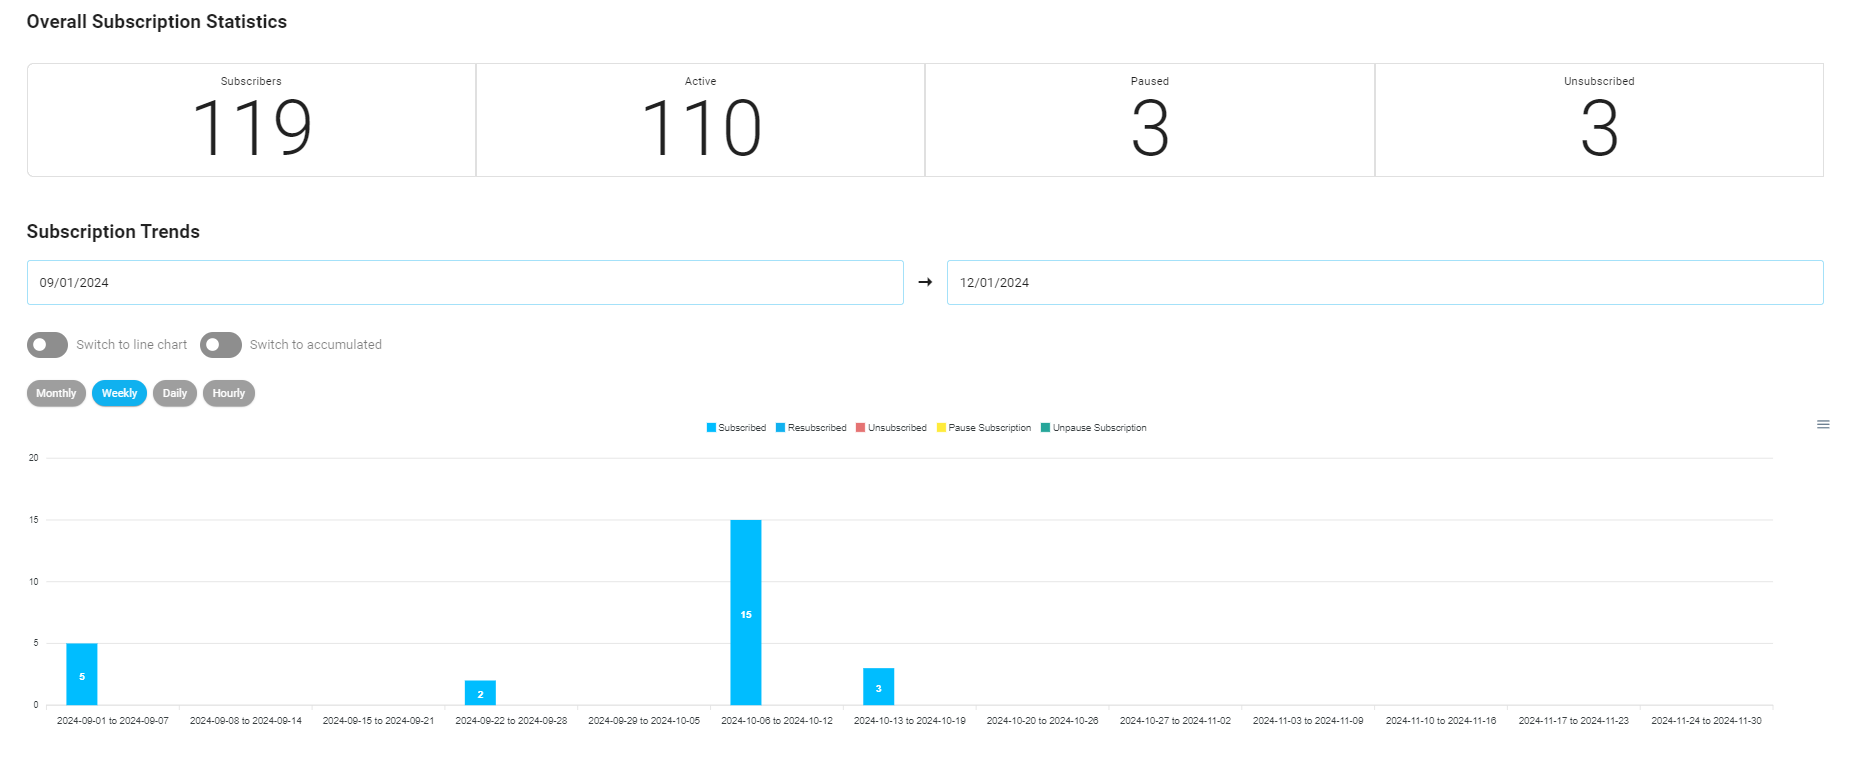 Overall Subscription Statistics
Subscribers
119
Active
110
Paused
3
Unsubscribed
3
Subscription Trends
09/01/2024
➞
12/01/2024
Switch to line chart
Switch to accumulated
Monthly
Weekly
Daily
Hourly
Subscribed
Resubscribed
Unsubscribed
Pause Subscription
Unpause Subscription
20
15
10
5
0
5
2
15
3
2024-09-01 to 2024-09-07
2024-09-08 to 2024-09-14
2024-09-15 to 2024-09-21
2024-09-22 to 2024-09-28
2024-09-29 to 2024-10-05
2024-10-06 to 2024-10-12
2024-10-13 to 2024-10-19
2024-10-20 to 2024-10-26
2024-10-27 to 2024-11-02
2024-11-03 to 2024-11-09
2024-11-10 to 2024-11-16
2024-11-17 to 2024-11-23
2024-11-24 to 2024-11-30